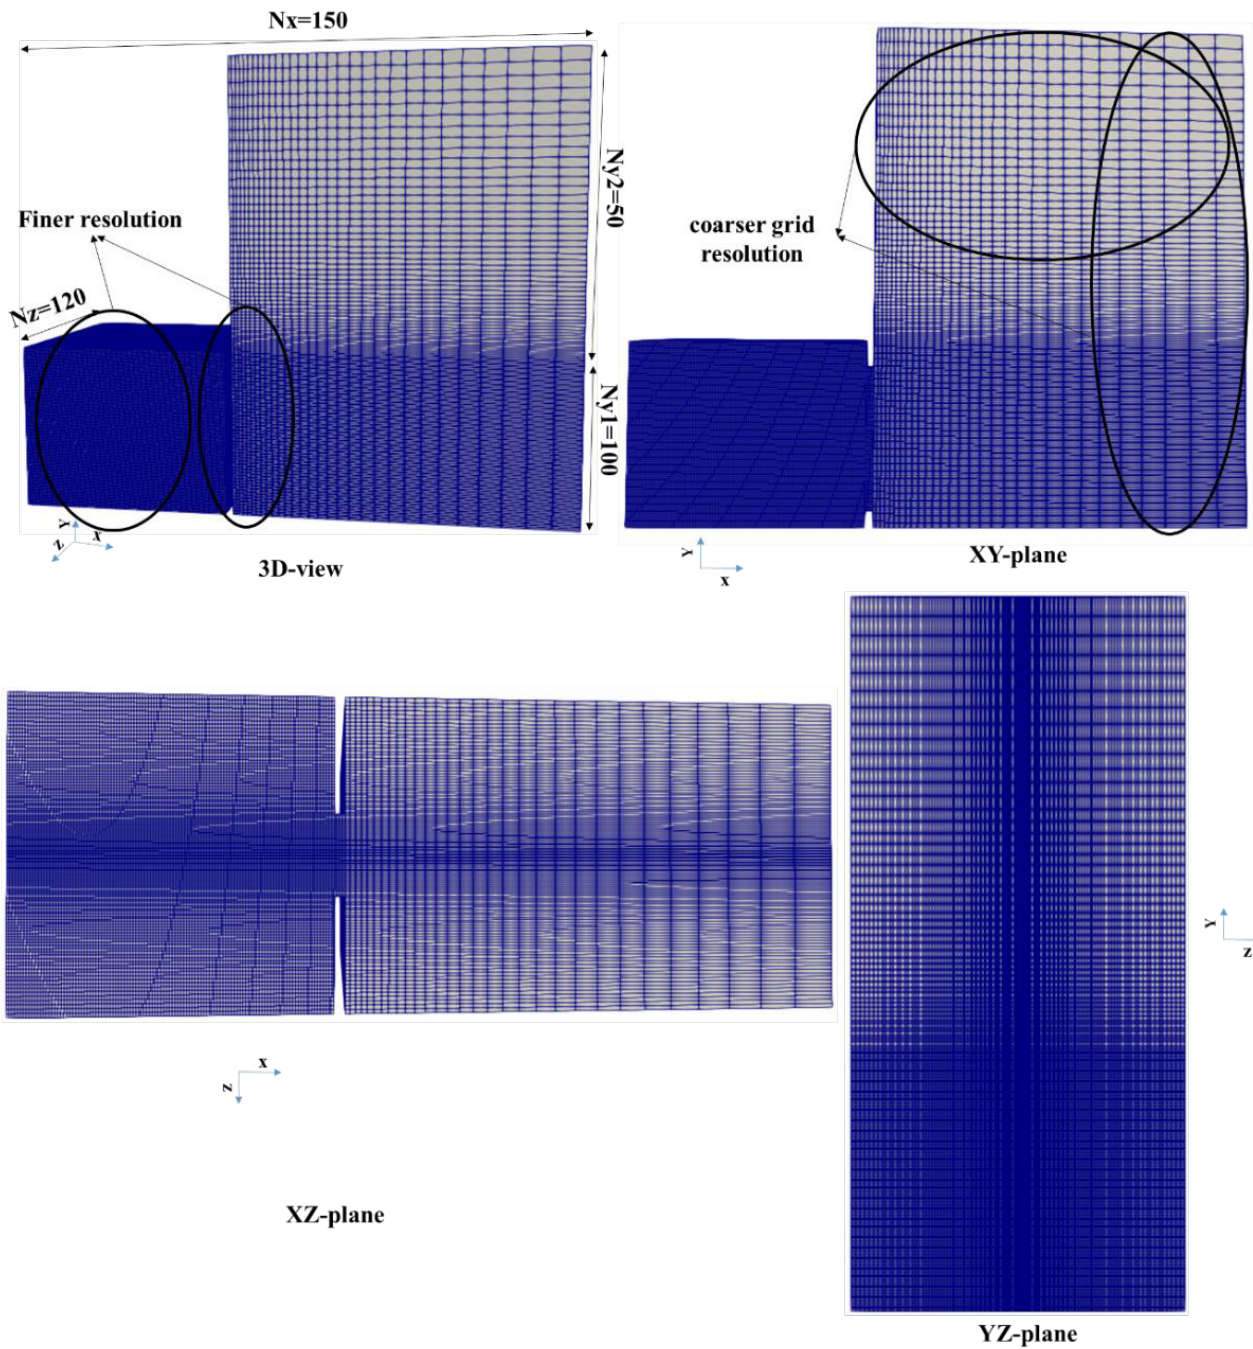 Nx=150
Finer resolution
Nz=120
Ny2=50
Ny1=100
Y
z
x
3D-view
coarser grid
resolution
Y
x
XY-plane
x
z
XZ-plane
Y
z
YZ-plane